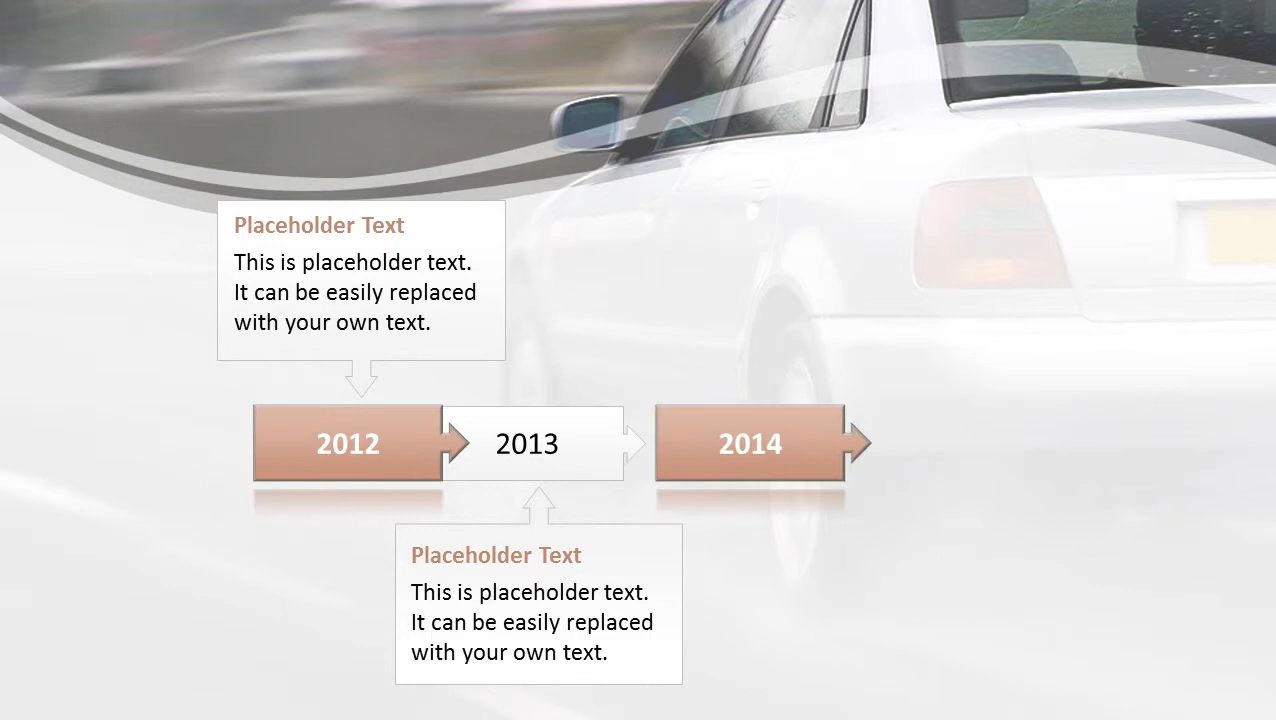 Placeholder Text
This is placeholder text.
It can be easily replaced
with your own text.
2012
2013
2014
Placeholder Text
This is placeholder text.
It can be easily replaced
with your own text.